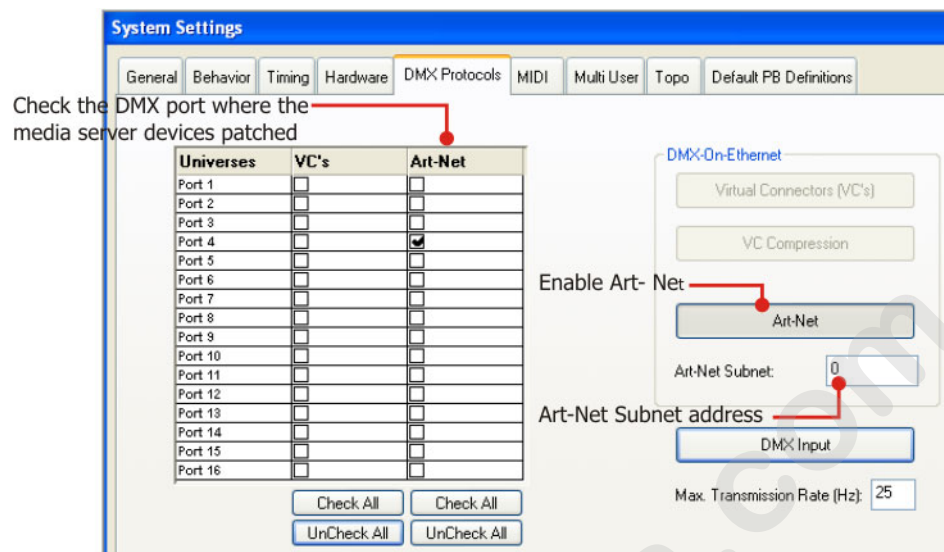 System Settings
General Behavior Timing Hardware DMX Protocols MIDI Multi User Topo Default PB Definitions
Check the DMX port where the
media server devices patched
Universes VC's Art-Net
Port 1
Port 2
Port 3
Port 4
Port 5
Port 6
Port 7
Port 8
Port 9
Port 10
Port 11
Port 12
Port 13
Port 14
Port 15
Port 16
Check All Check All
UnCheck All UnCheck All
DMX-On-Ethernet
Virtual Connectors (VC's)
VC Compression
Enable Art- Net
Art-Net
Art-Net Subnet: 0
Art-Net Subnet address
DMX Input
Max. Transmission Rate (Hz): 25